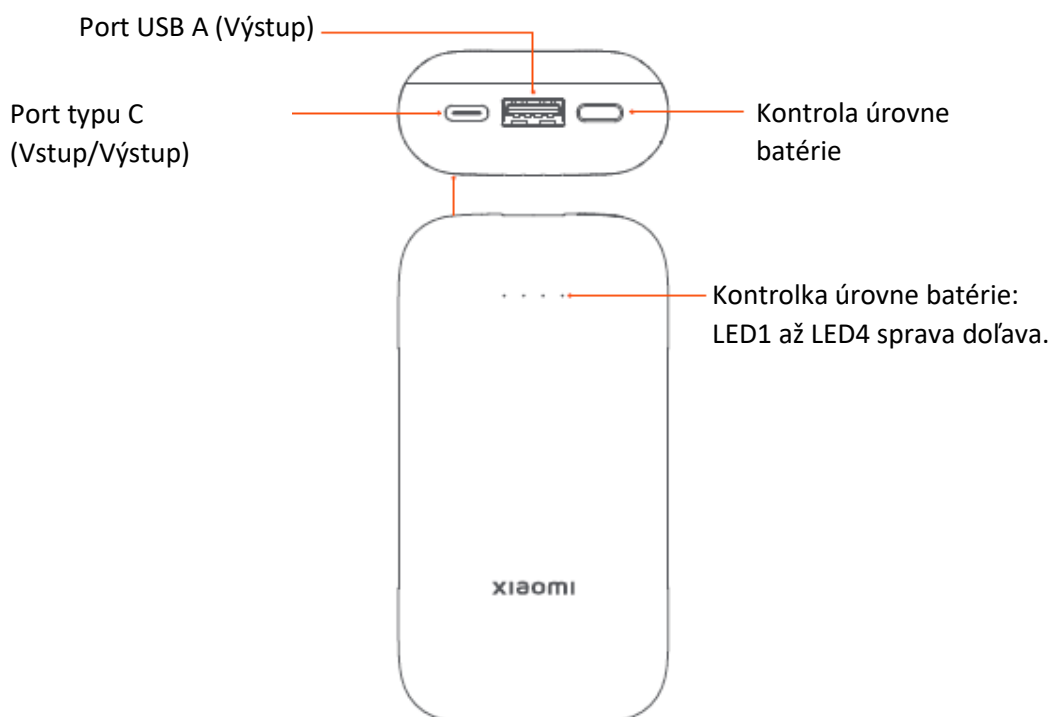 Port USB A (Výstup)
Port typu C
(Vstup/Výstup)
Kontrola úrovne
batérie
Kontrolka úrovne batérie:
LED1 až LED4 sprava doľava.
xiaomi